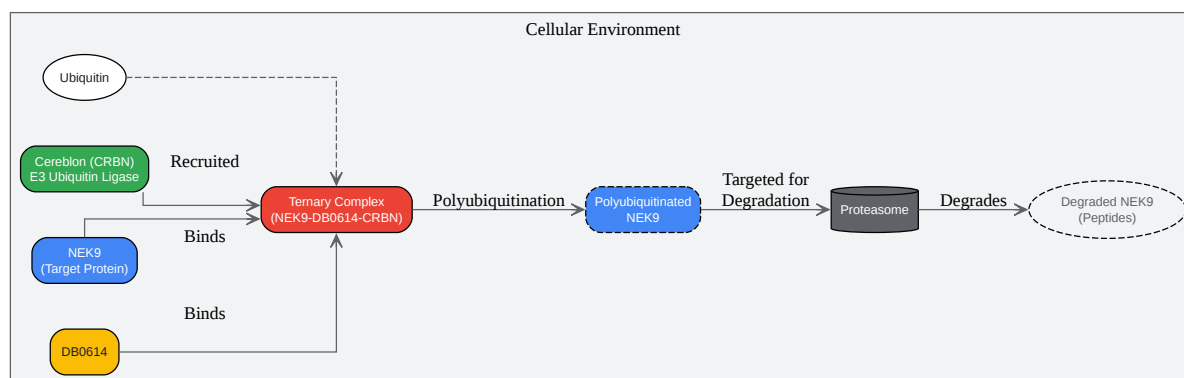 Cellular Environment
Ubiquitin
Cereblon (CRBN)
E3 Ubiquitin Ligase
Recruited
Ternary Complex
(NEK9-DB0614-CRBN)
Polyubiquitination
Polyubiquitinated
NEK9
Targeted for
Degradation
Proteasome
Degrades
Degraded NEK9
(Peptides)
Binds
NEK9
(Target Protein)
Binds
DB0614